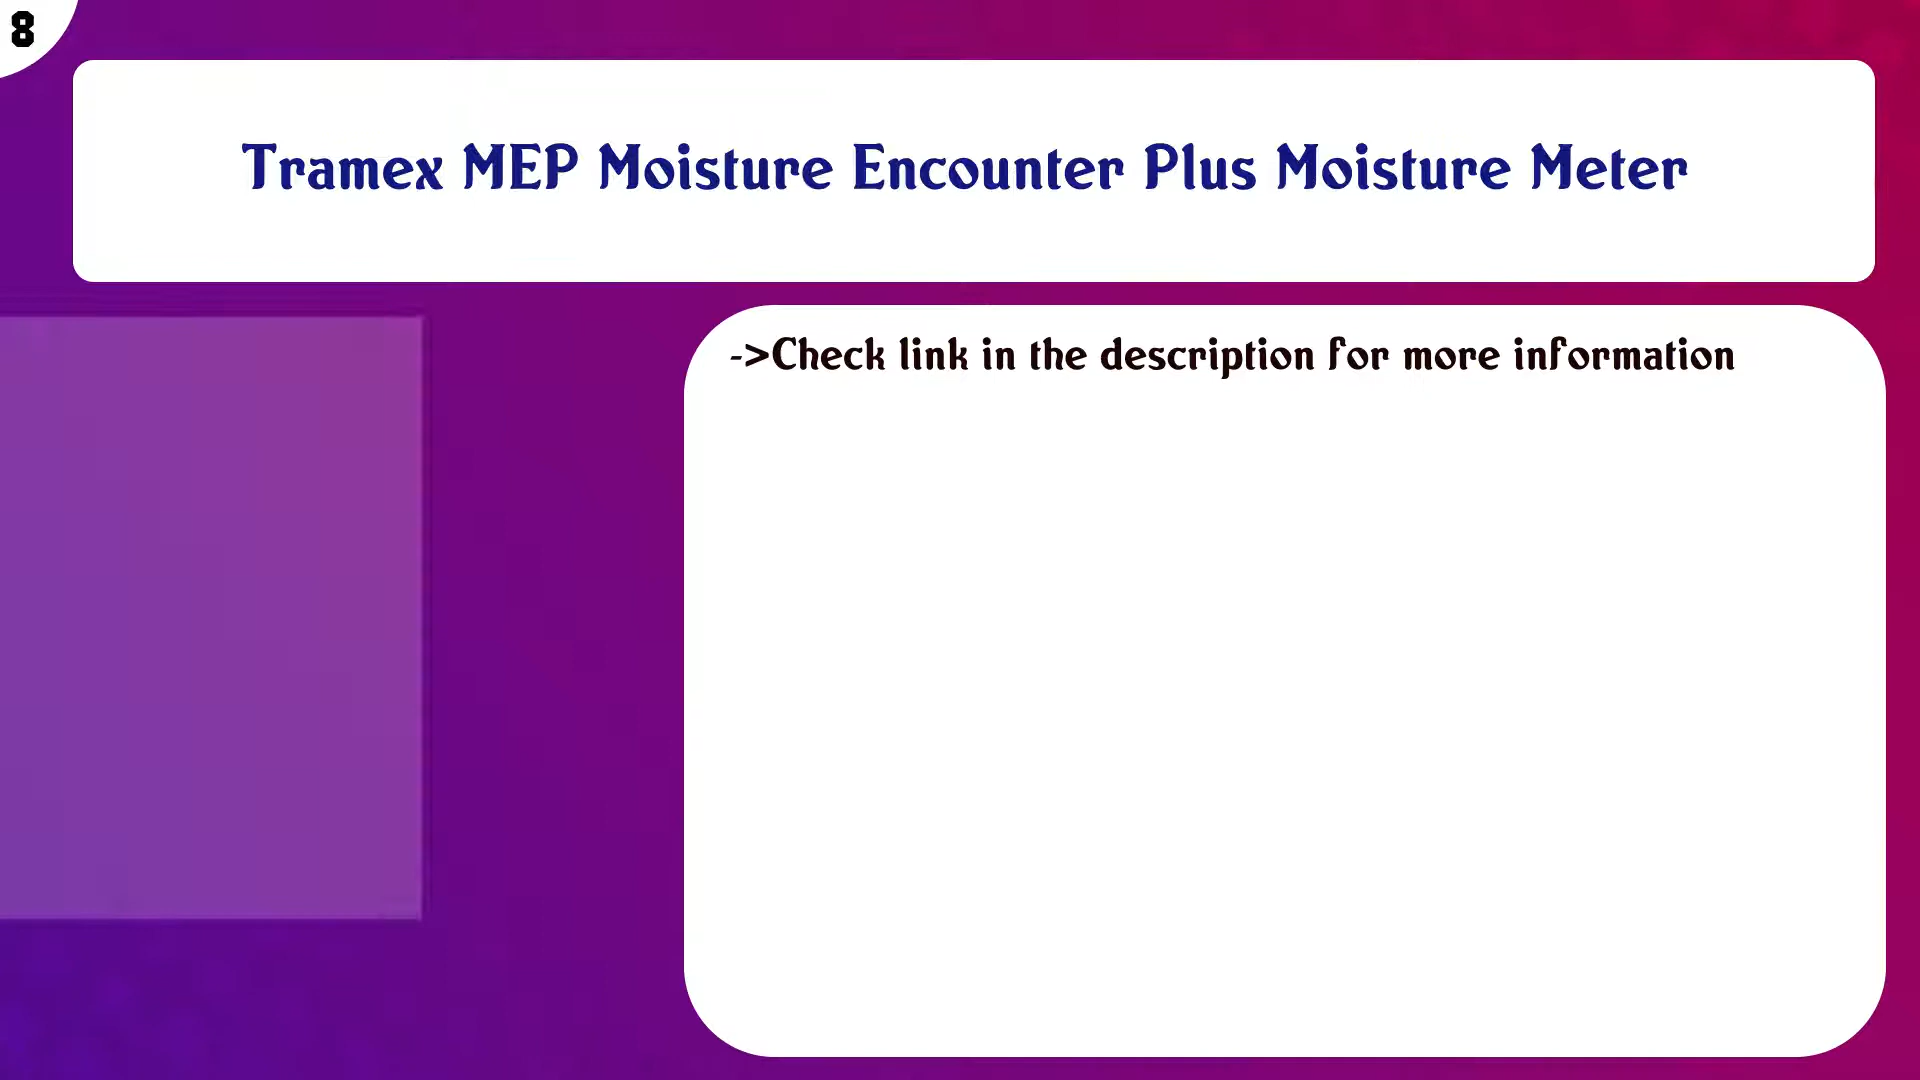 8
Tramex MEP Moisture Encounter Plus Moisture Meter
->Check link in the description for more information